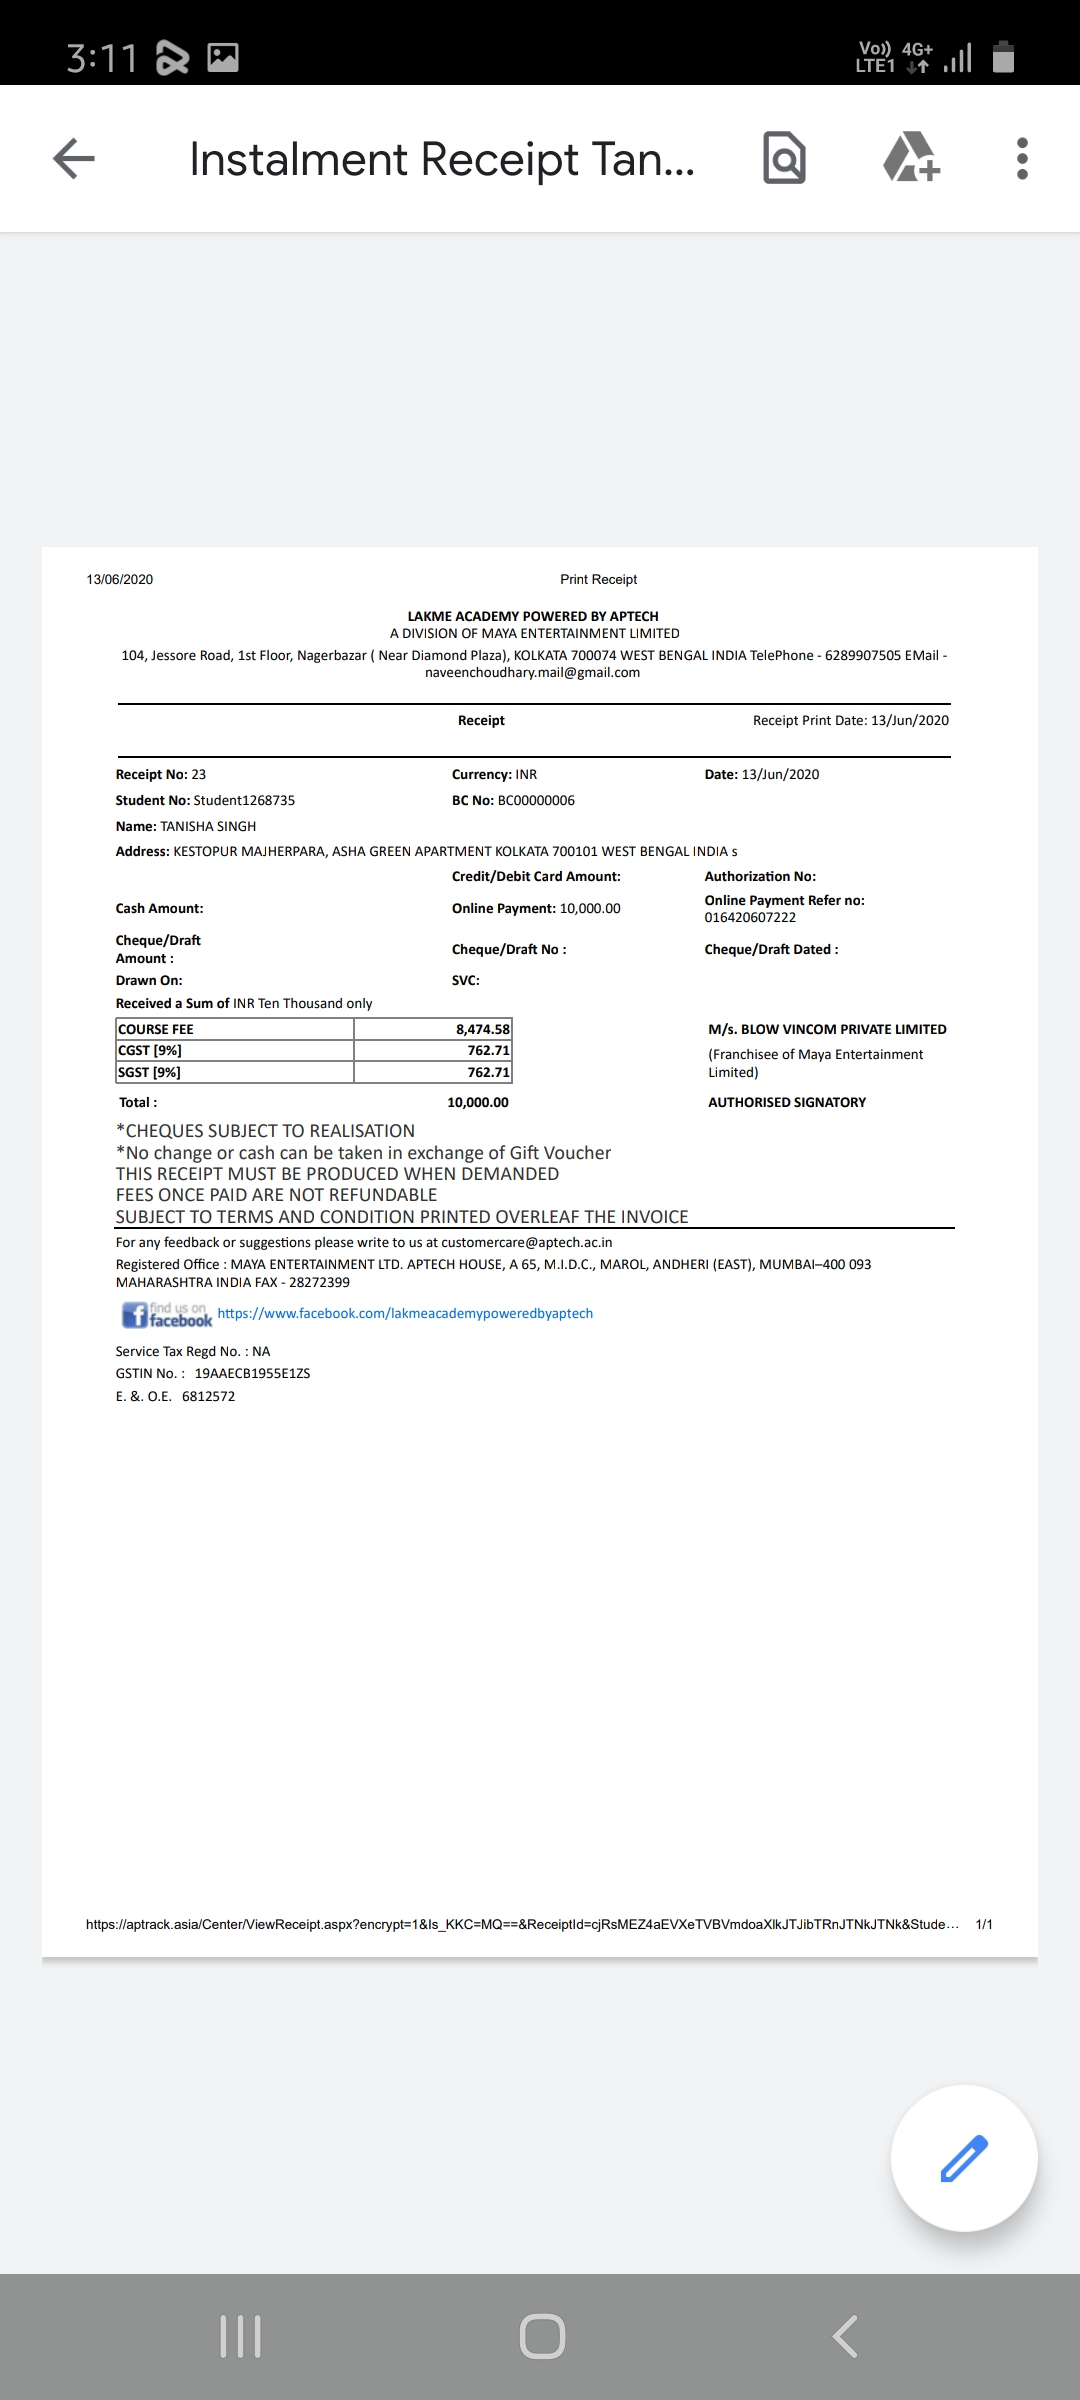 3:11
Vo)) LTE1 4G+
Instalment Receipt Tan...
13/06/2020 Print Receipt
LAKME ACADEMY POWERED BY APTECH
A DIVISION OF MAYA ENTERTAINMENT LIMITED
104, Jessore Road, 1st Floor, Nagerbazar ( Near Diamond Plaza), KOLKATA 700074 WEST BENGAL INDIA TelePhone - 6289907505 EMail -
naveenchoudhary.mail@gmail.com
Receipt Receipt Print Date: 13/Jun/2020
Receipt No: 23 Currency: INR Date: 13/Jun/2020
Student No: Student1268735 BC No: BC00000006
Name: TANISHA SINGH
Address: KESTOPUR MAJHERPARA, ASHA GREEN APARTMENT KOLKATA 700101 WEST BENGAL INDIA s
Credit/Debit Card Amount: Authorization No:
Cash Amount: Online Payment: 10,000.00 Online Payment Refer no:
016420607222
Cheque/Draft
Amount : Cheque/Draft No : Cheque/Draft Dated :
Drawn On: SVC:
Received a Sum of INR Ten Thousand only
COURSE FEE 8,474.58 M/s. BLOW VINCOM PRIVATE LIMITED
CGST [9%] 762.71 (Franchisee of Maya Entertainment
SGST [9%] 762.71 Limited)
Total : 10,000.00 AUTHORISED SIGNATORY
*CHEQUES SUBJECT TO REALISATION
*No change or cash can be taken in exchange of Gift Voucher
THIS RECEIPT MUST BE PRODUCED WHEN DEMANDED
FEES ONCE PAID ARE NOT REFUNDABLE
SUBJECT TO TERMS AND CONDITION PRINTED OVERLEAF THE INVOICE
For any feedback or suggestions please write to us at customercare@aptech.ac.in
Registered Office : MAYA ENTERTAINMENT LTD. APTECH HOUSE, A 65, M.I.D.C., MAROL, ANDHERI (EAST), MUMBAI–400 093
MAHARASHTRA INDIA FAX - 28272399
find us on
facebook https://www.facebook.com/lakmeacademypoweredbyaptech
Service Tax Regd No. : NA
GSTIN No. : 19AAECB1955E1ZS
E. &. O.E. 6812572
https://aptrack.asia/Center/ViewReceipt.aspx?encrypt=1&Is_KKC=MQ==&ReceiptId=cjRsMEZ4aEVXeTVBVmdoaXlkJTJibTRnJTNkJTNk&Stude... 1/1